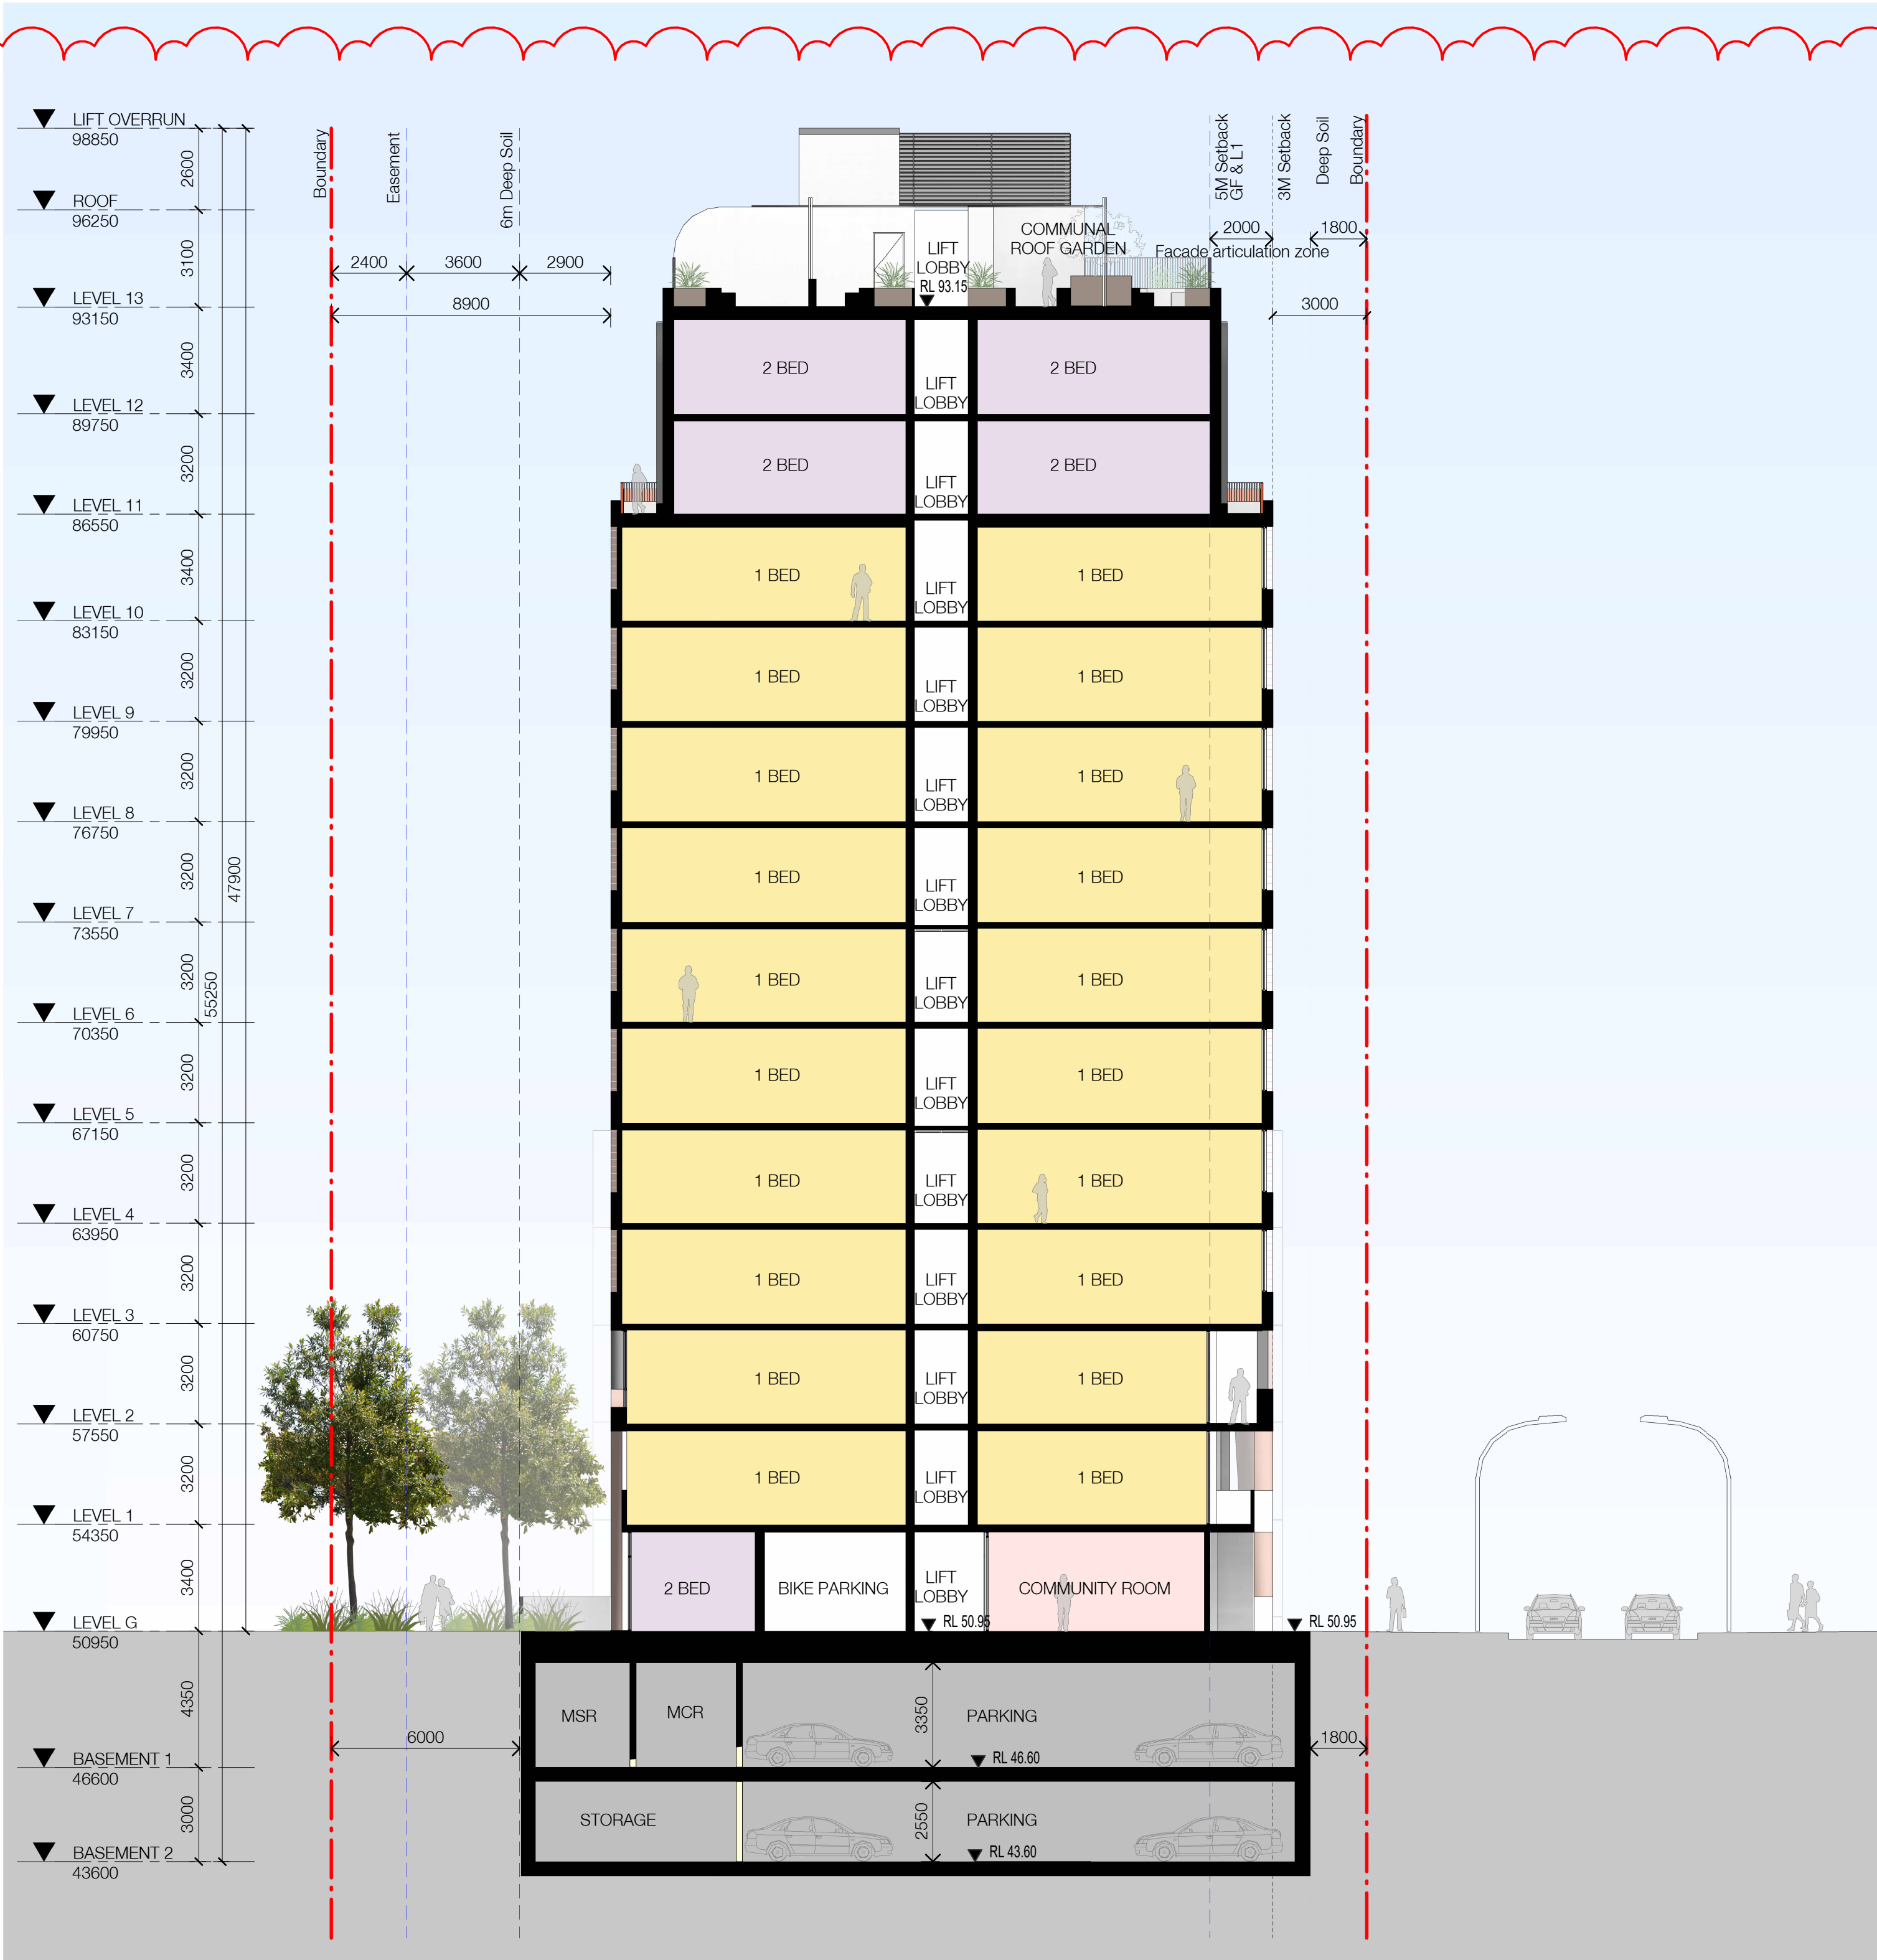 LIFT OVERRUN
98850
2600
ROOF
96250
3100
LEVEL 13
93150
3400
LEVEL 12
89750
3200
LEVEL 11
86550
3400
LEVEL 10
83150
3200
LEVEL 9
79950
3200
LEVEL 8
76750
3200
LEVEL 7
73550
3200
LEVEL 6
70350
3200
LEVEL 5
67150
3200
LEVEL 4
63950
3200
LEVEL 3
60750
3200
LEVEL 2
57550
3200
LEVEL 1
54350
3400
LEVEL G
50950
4350
BASEMENT 1
46600
3000
BASEMENT 2
43600
55250
47900
Boundary
Easement
6m Deep Soil
5M Setback
GF & L1
3M Setback
Deep Soil
Boundary
2400
3600
2900
8900
2000
1800
3000
COMMUNAL
ROOF GARDEN
Facade articulation zone
LIFT
LOBBY
RL 93.15
2 BED
LIFT
LOBBY
2 BED
2 BED
LIFT
LOBBY
2 BED
1 BED
LIFT
LOBBY
1 BED
1 BED
LIFT
LOBBY
1 BED
1 BED
LIFT
LOBBY
1 BED
1 BED
LIFT
LOBBY
1 BED
1 BED
LIFT
LOBBY
1 BED
1 BED
LIFT
LOBBY
1 BED
1 BED
LIFT
LOBBY
1 BED
1 BED
LIFT
LOBBY
1 BED
1 BED
LIFT
LOBBY
1 BED
1 BED
LIFT
LOBBY
1 BED
2 BED
BIKE PARKING
LIFT
LOBBY
COMMUNITY ROOM
RL 50.95
RL 50.95
MSR
MCR
3350
PARKING
6000
1800
RL 46.60
STORAGE
2550
PARKING
RL 43.60